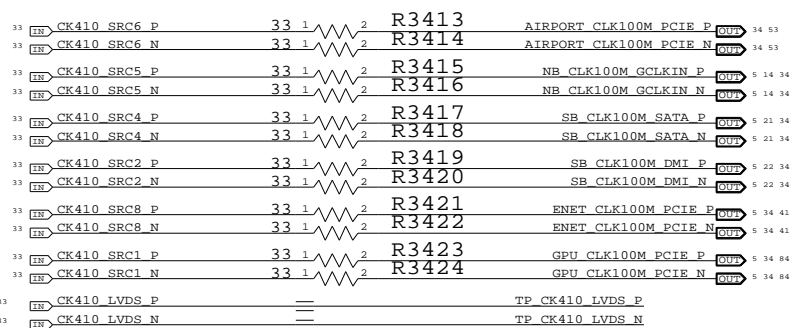 33 IN CK410_SRC6_P 33 1 2 R3413 AIRPORT_CLK100M_PCIE_P OUT 34 53
33 IN CK410_SRC6_N 33 1 2 R3414 AIRPORT_CLK100M_PCIE_N OUT 34 53
33 IN CK410_SRC5_P 33 1 2 R3415 NB_CLK100M_GCLKIN_P OUT 5 14 34
33 IN CK410_SRC5_N 33 1 2 R3416 NB_CLK100M_GCLKIN_N OUT 5 14 34
33 IN CK410_SRC4_P 33 1 2 R3417 SB_CLK100M_SATA_P OUT 5 21 34
33 IN CK410_SRC4_N 33 1 2 R3418 SB_CLK100M_SATA_N OUT 5 21 34
33 IN CK410_SRC2_P 33 1 2 R3419 SB_CLK100M_DMI_P OUT 5 22 34
33 IN CK410_SRC2_N 33 1 2 R3420 SB_CLK100M_DMI_N OUT 5 22 34
33 IN CK410_SRC8_P 33 1 2 R3421 ENET_CLK100M_PCIE_P OUT 5 34 41
33 IN CK410_SRC8_N 33 1 2 R3422 ENET_CLK100M_PCIE_N OUT 5 34 41
33 IN CK410_SRC1_P 33 1 2 R3423 GPU_CLK100M_PCIE_P OUT 5 34 84
33 IN CK410_SRC1_N 33 1 2 R3424 GPU_CLK100M_PCIE_N OUT 5 34 84
33 IN CK410_LVDS_P TP_CK410_LVDS_P
33 IN CK410_LVDS_N TP_CK410_LVDS_N